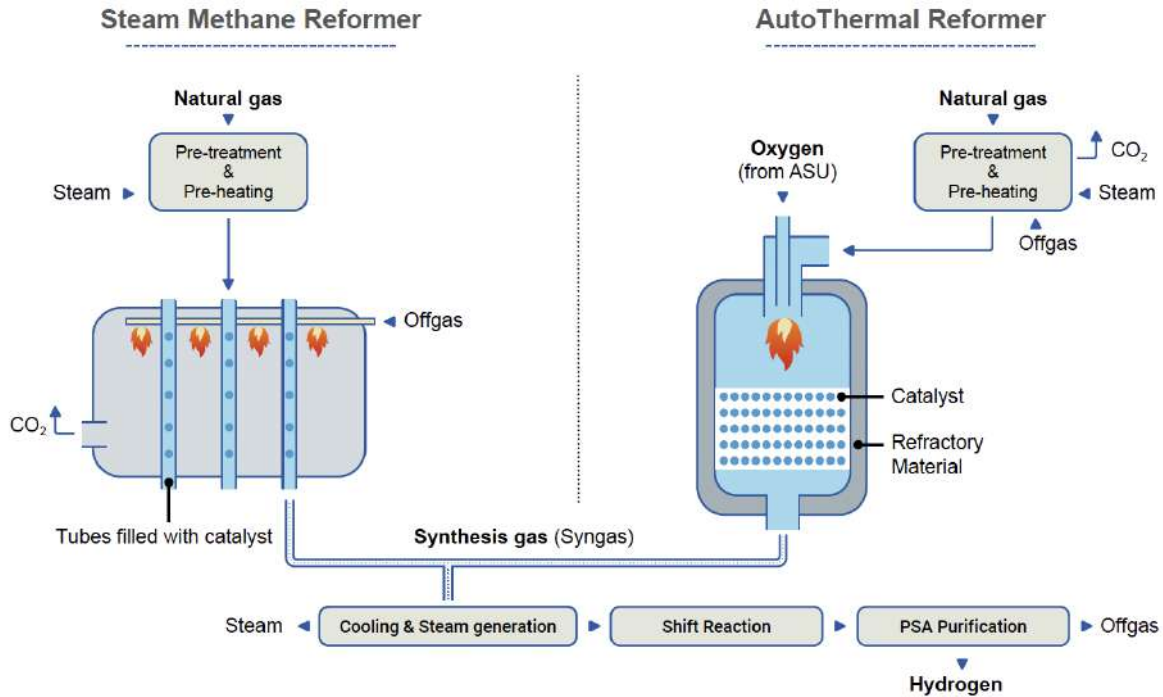 Steam Methane Reformer
Natural gas
Pre-treatment
&
Pre-heating
Steam
Offgas
CO₂
Tubes filled with catalyst
AutoThermal Reformer
Natural gas
Oxygen
(from ASU)
Pre-treatment
&
Pre-heating
CO₂
Steam
Offgas
Catalyst
Refractory
Material
Synthesis gas (Syngas)
Steam
Cooling & Steam generation
Shift Reaction
PSA Purification
Offgas
Hydrogen